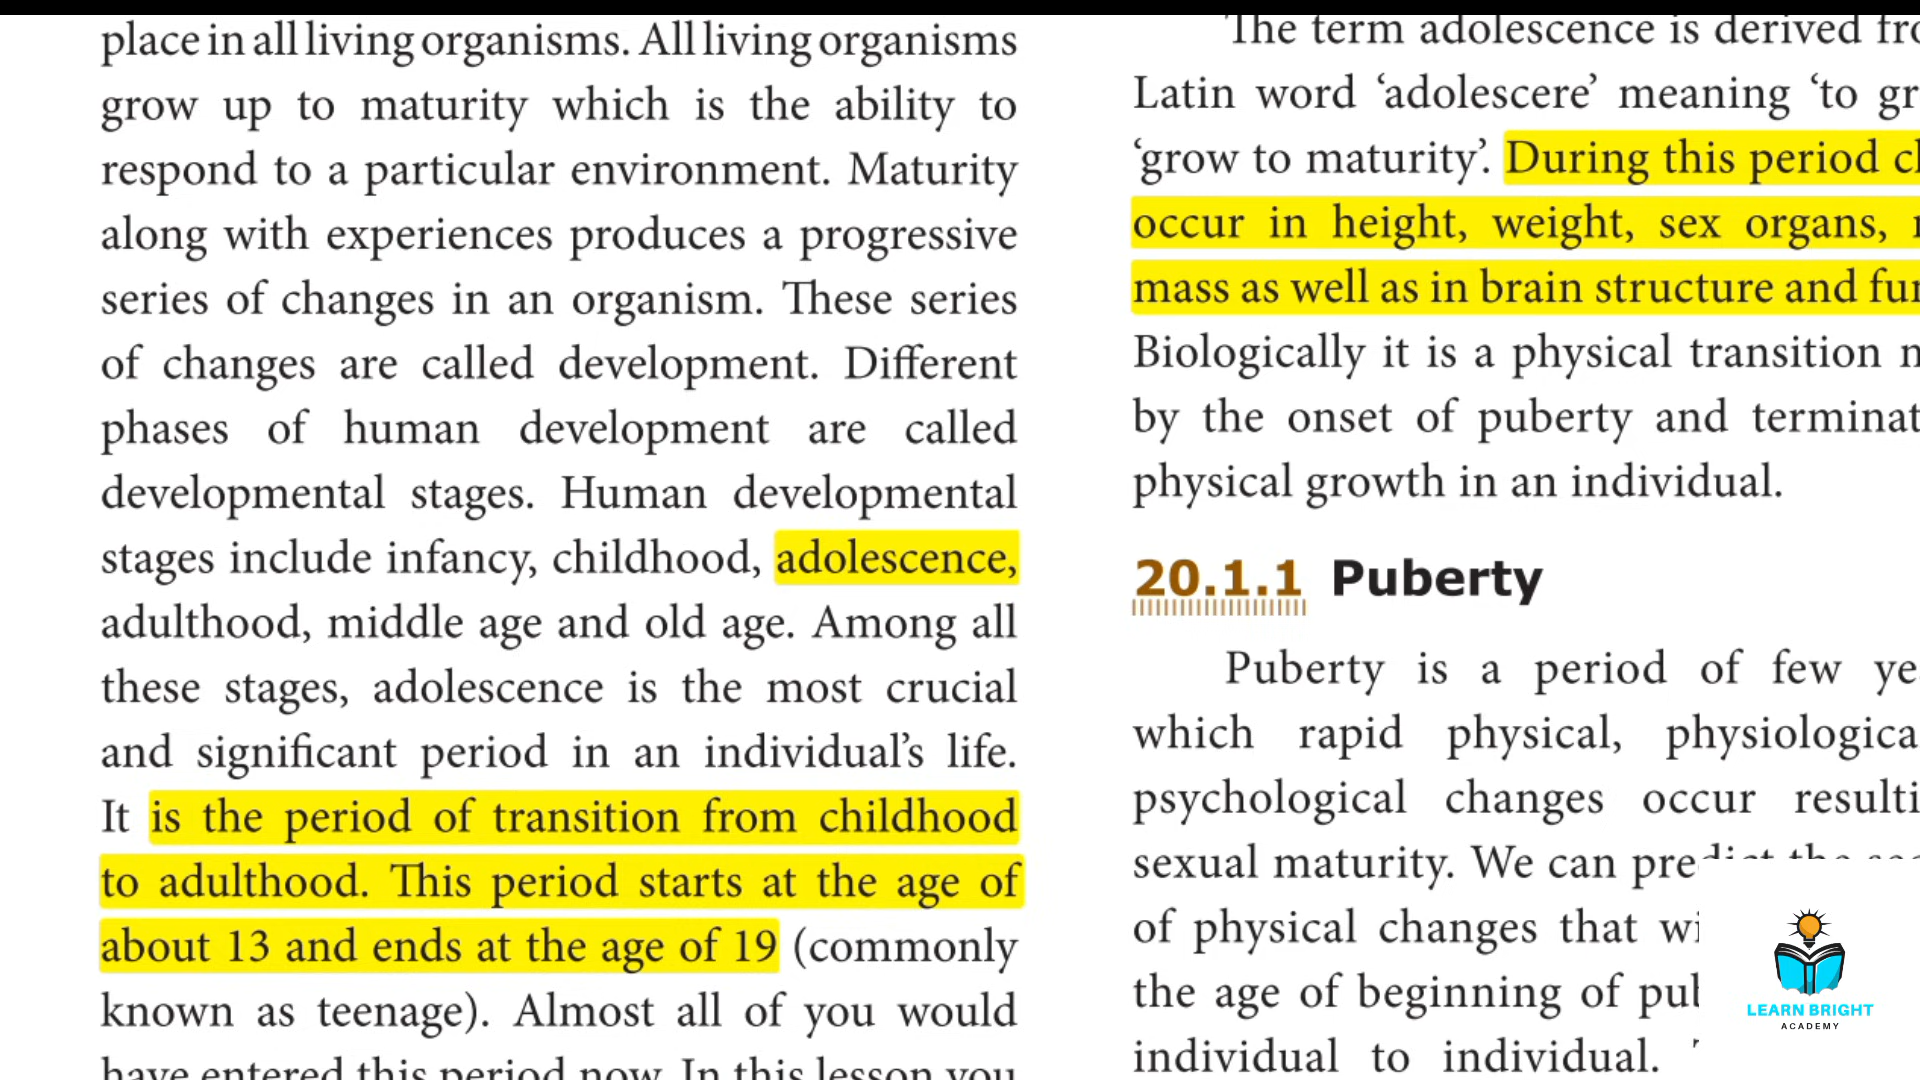 place in all living organisms. All living organisms
grow up to maturity which is the ability to
respond to a particular environment. Maturity
along with experiences produces a progressive
series of changes in an organism. These series
of changes are called development. Different
phases of human development are called
developmental stages. Human developmental
stages include infancy, childhood, adolescence,
adulthood, middle age and old age. Among all
these stages, adolescence is the most crucial
and significant period in an individual’s life.
It is the period of transition from childhood
to adulthood. This period starts at the age of
about 13 and ends at the age of 19 (commonly
known as teenage). Almost all of you would
have entered this period now. In this lesson you
The term adolescence is derived
Latin word ‘adolescere’ meaning ‘to
‘grow to maturity’. During this period
occur in height, weight, sex organs,
mass as well as in brain structure and
Biologically it is a physical transition
by the onset of puberty and
physical growth in an individual.
20.1.1 Puberty
Puberty is a period of few
which rapid physical,
psychological changes occur
sexual maturity. We can
of physical changes that
the age of beginning of
individual to individual.
LEARN BRIGHT
ACADEMY